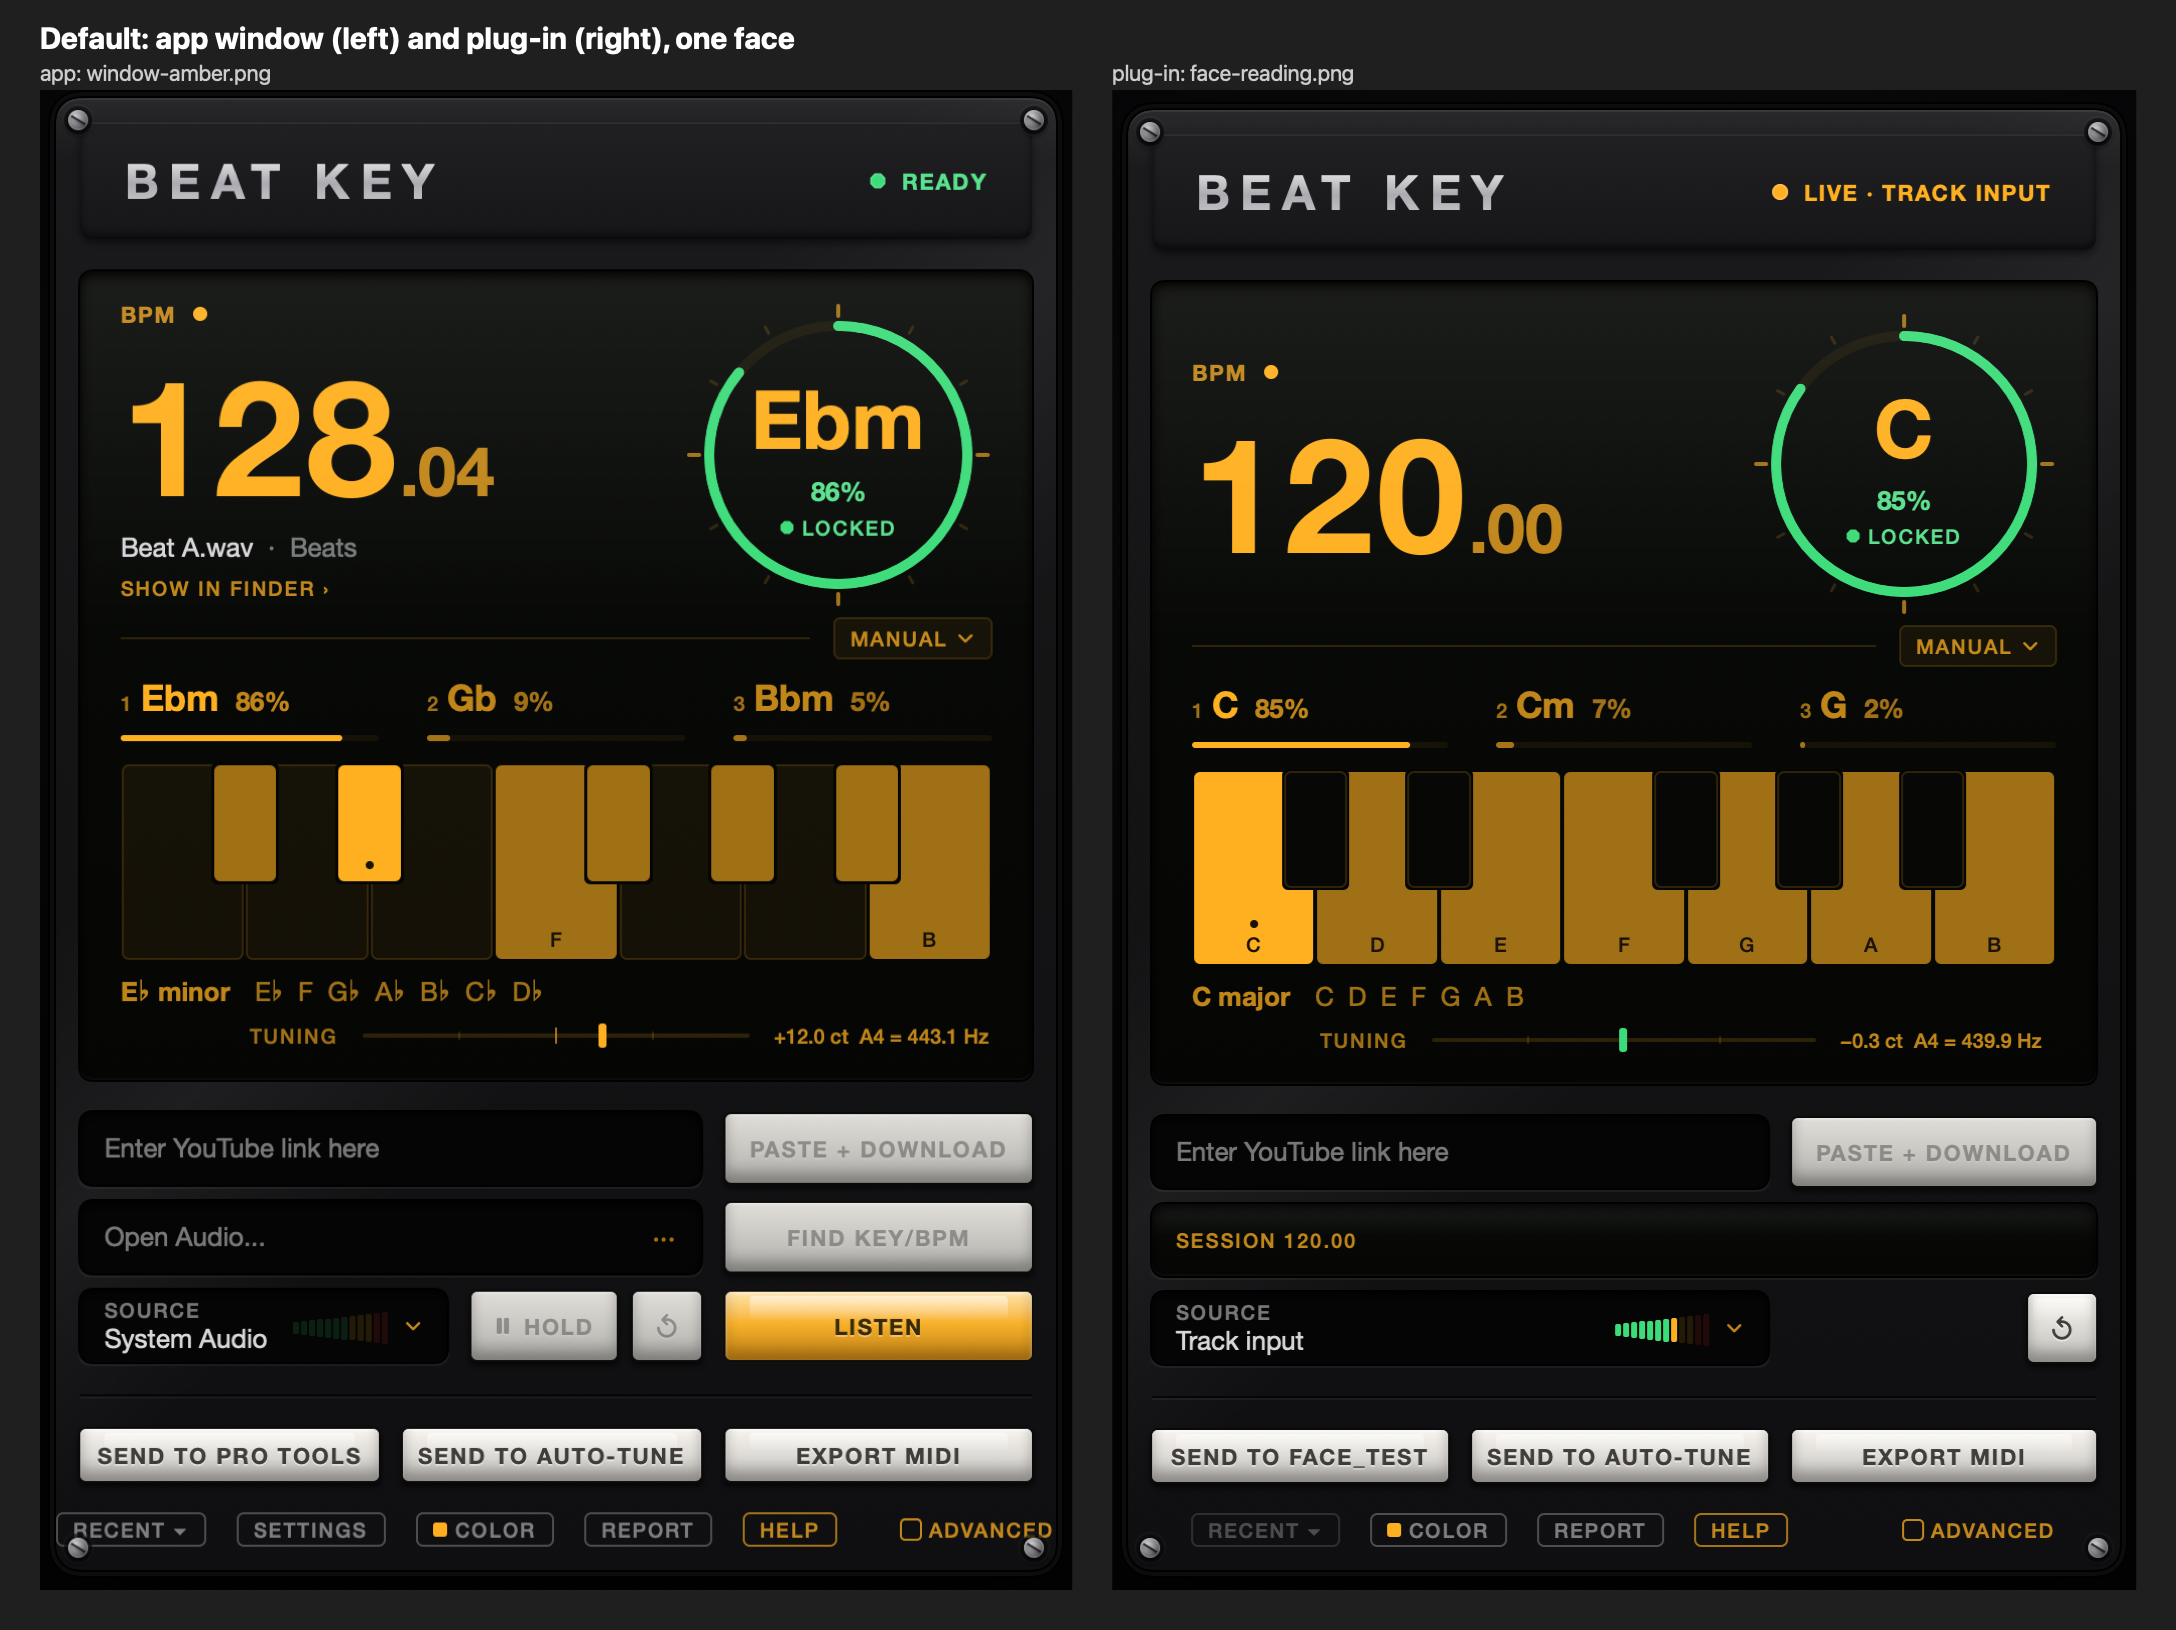 Default: app window (left) and plug-in (right), one face
app: window-amber.png
BEAT KEY
READY
BPM
128.04
Ebm
86%
LOCKED
Beat A.wav · Beats
SHOW IN FINDER ›
MANUAL
1 Ebm 86%
2 Gb 9%
3 Bbm 5%
F
B
E♭ minor E♭ F G♭ A♭ B♭ C♭ D♭
TUNING
+12.0 ct A4 = 443.1 Hz
Enter YouTube link here
PASTE + DOWNLOAD
Open Audio...
...
FIND KEY/BPM
SOURCE
System Audio
HOLD
LISTEN
SEND TO PRO TOOLS
SEND TO AUTO-TUNE
EXPORT MIDI
RECENT
SETTINGS
COLOR
REPORT
HELP
ADVANCED
plug-in: face-reading.png
BEAT KEY
LIVE · TRACK INPUT
BPM
120.00
C
85%
LOCKED
MANUAL
1 C 85%
2 Cm 7%
3 G 2%
C D E F G A B
C major C D E F G A B
TUNING
−0.3 ct A4 = 439.9 Hz
Enter YouTube link here
PASTE + DOWNLOAD
SESSION 120.00
SOURCE
Track input
SEND TO FACE_TEST
SEND TO AUTO-TUNE
EXPORT MIDI
RECENT
COLOR
REPORT
HELP
ADVANCED